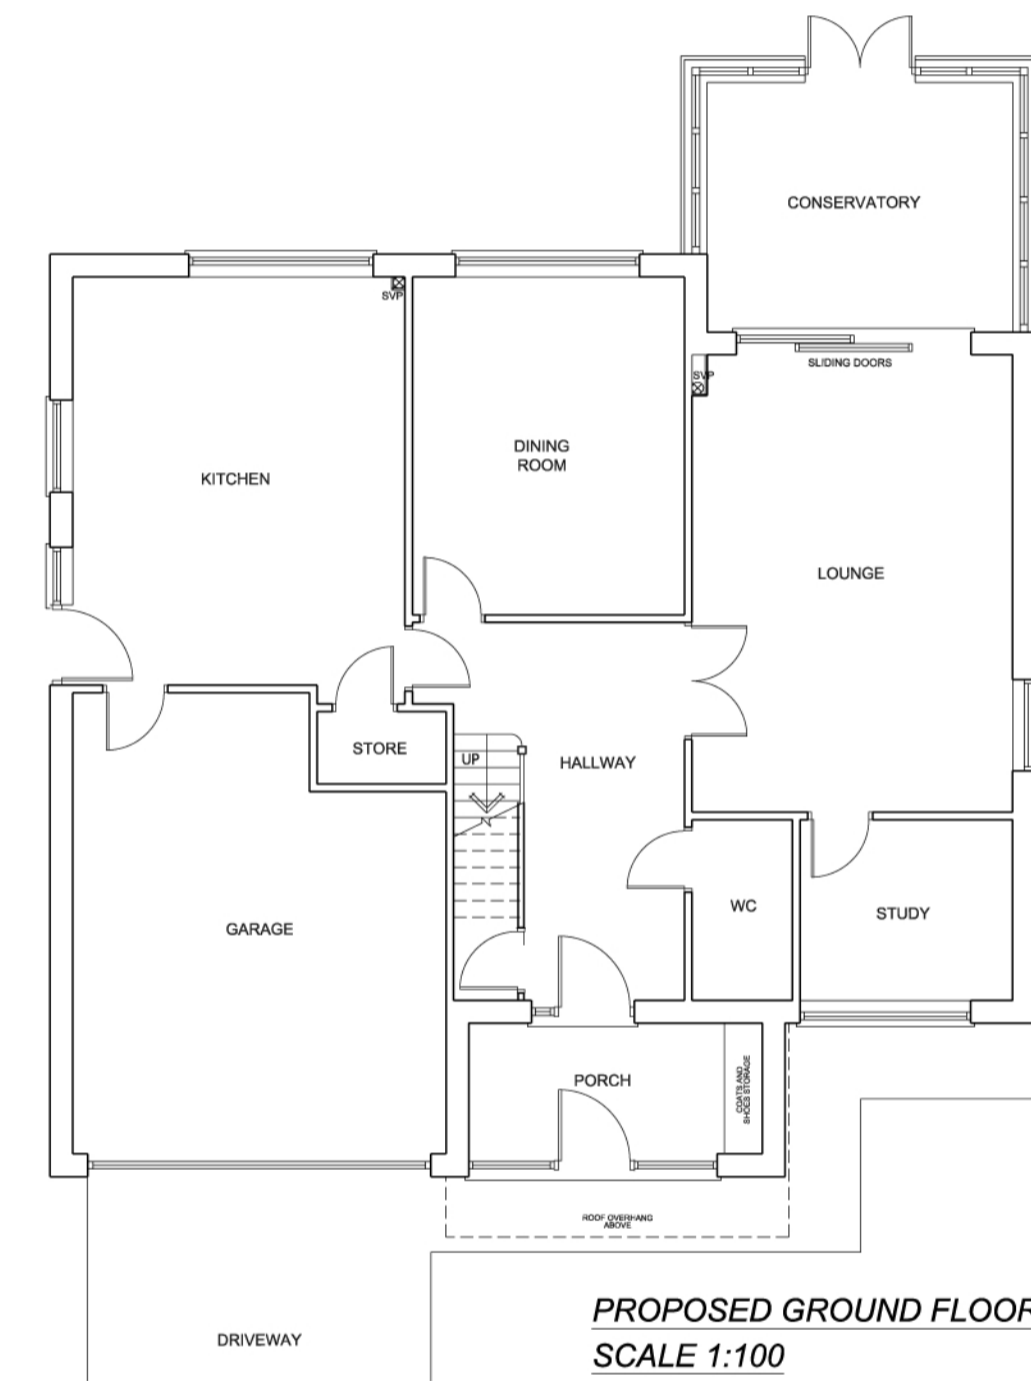 CONSERVATORY
SVP
SLIDING DOORS
SVP
DINING
ROOM
KITCHEN
LOUNGE
STORE
UP
HALLWAY
WC
STUDY
GARAGE
PORCH
COATS AND
SHOES STORAGE
ROOF OVERHANG
ABOVE
DRIVEWAY
PROPOSED GROUND FLOOR
SCALE 1:100